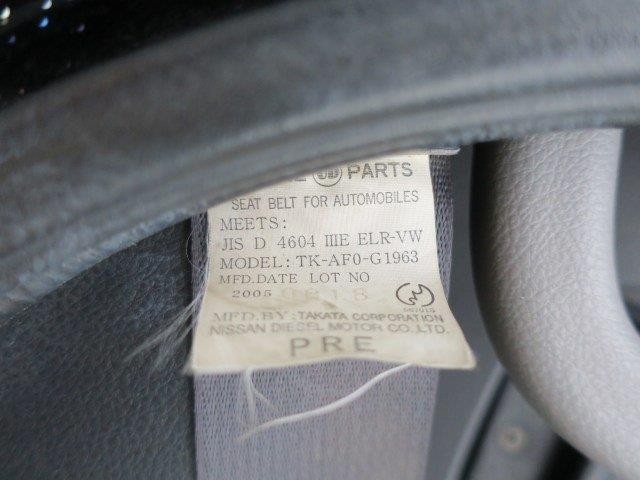 PARTS
SEAT BELT FOR AUTOMOBILES
MEETS:
JIS D 4604 IIIE ELR-VW
MODEL: TK-AF0-G1963
MFD.DATE LOT NO
2005
MFD.BY: TAKATA CORPORATION
NISSAN DIESEL MOTOR CO.,LTD.
PRE